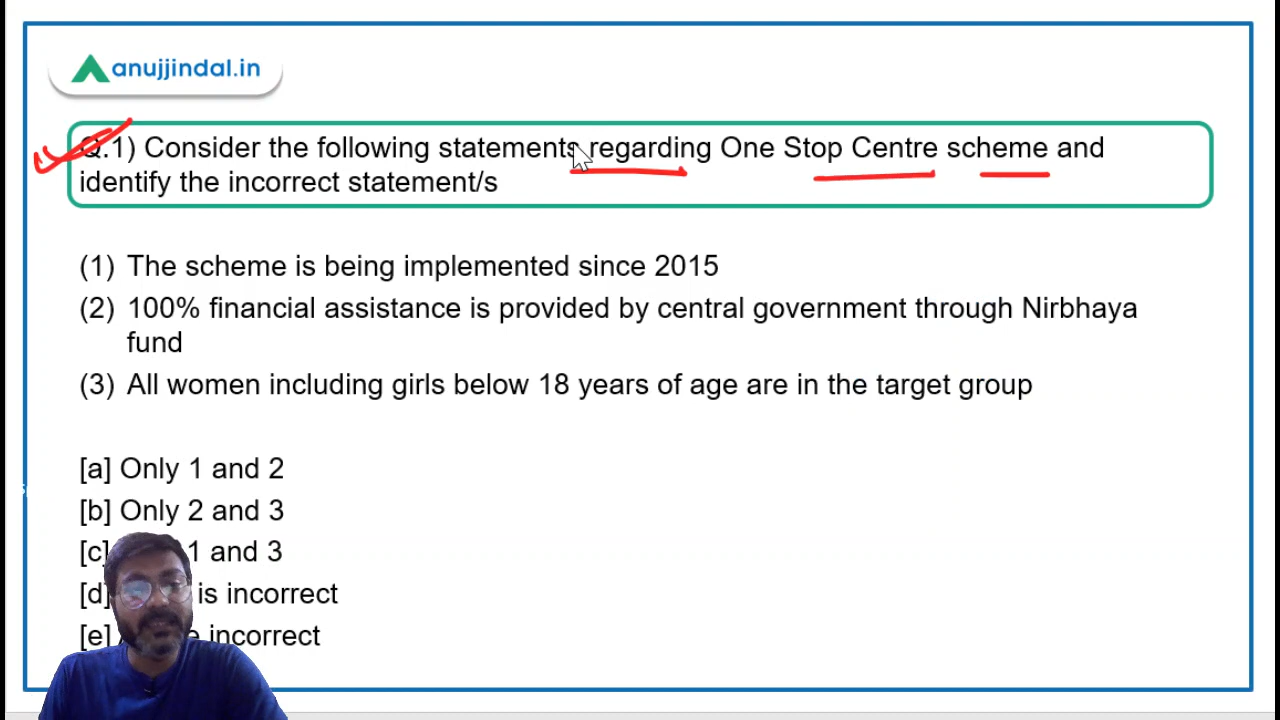 anujjindal.in
Q.1) Consider the following statements regarding One Stop Centre scheme and
identify the incorrect statement/s
(1) The scheme is being implemented since 2015
(2) 100% financial assistance is provided by central government through Nirbhaya
fund
(3) All women including girls below 18 years of age are in the target group
[a] Only 1 and 2
[b] Only 2 and 3
[c] 1 and 3
[d] is incorrect
[e] incorrect